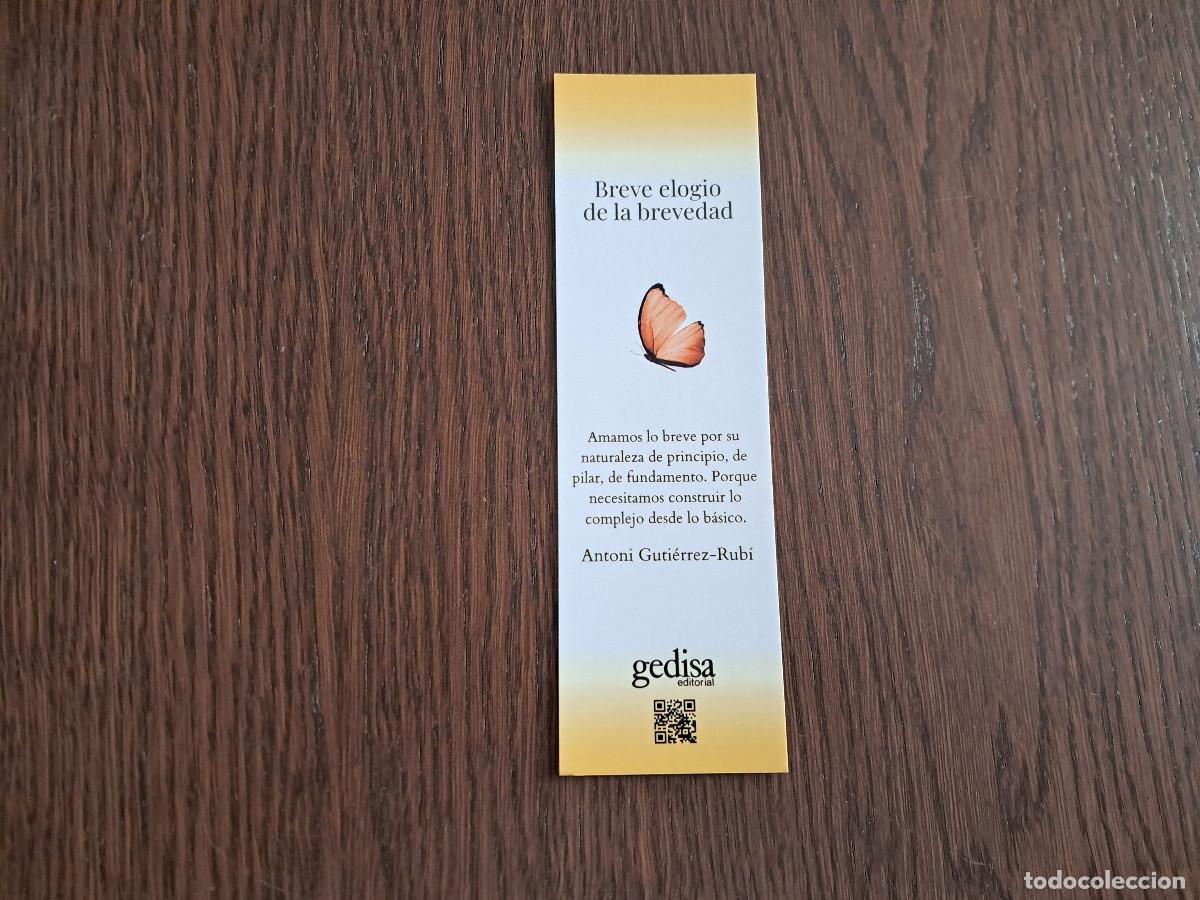 Breve elogio
de la brevedad
Amamos lo breve por su
naturaleza de principio, de
pilar, de fundamento. Porque
necesitamos construir lo
complejo desde lo básico.
Antoni Gutiérrez-Rubí
gedisa
editorial
todocoleccion